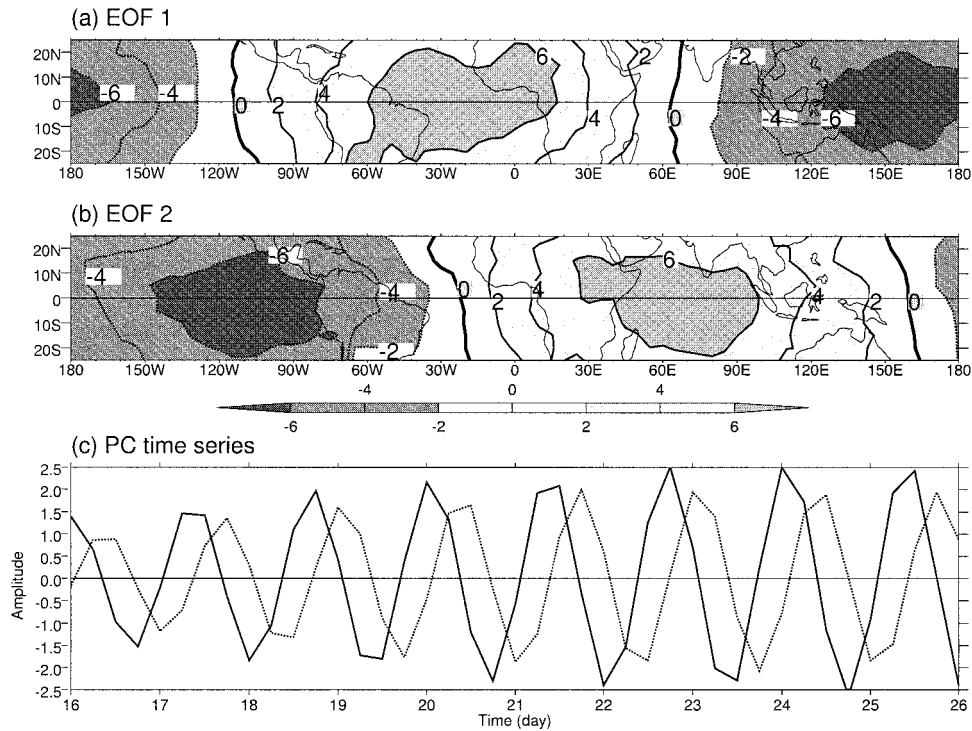 (a) EOF 1
20N
10N
0
10S
20S
-6 -4 0 2 4 6 4 2 0 -2 -4 -6
180 150W 120W 90W 60W 30W 0 30E 60E 90E 120E 150E 180
(b) EOF 2
20N
10N
0
10S
20S
-4 -6 -4 -2 0 2 4 6 4 2 0
180 150W 120W 90W 60W 30W 0 30E 60E 90E 120E 150E 180
-4 0 4
-6 -2 2 6
(c) PC time series
2.5
2.0
1.5
1.0
0.5
0.0
-0.5
-1.0
-1.5
-2.0
-2.5
Amplitude
16 17 18 19 20 21 22 23 24 25 26
Time (day)